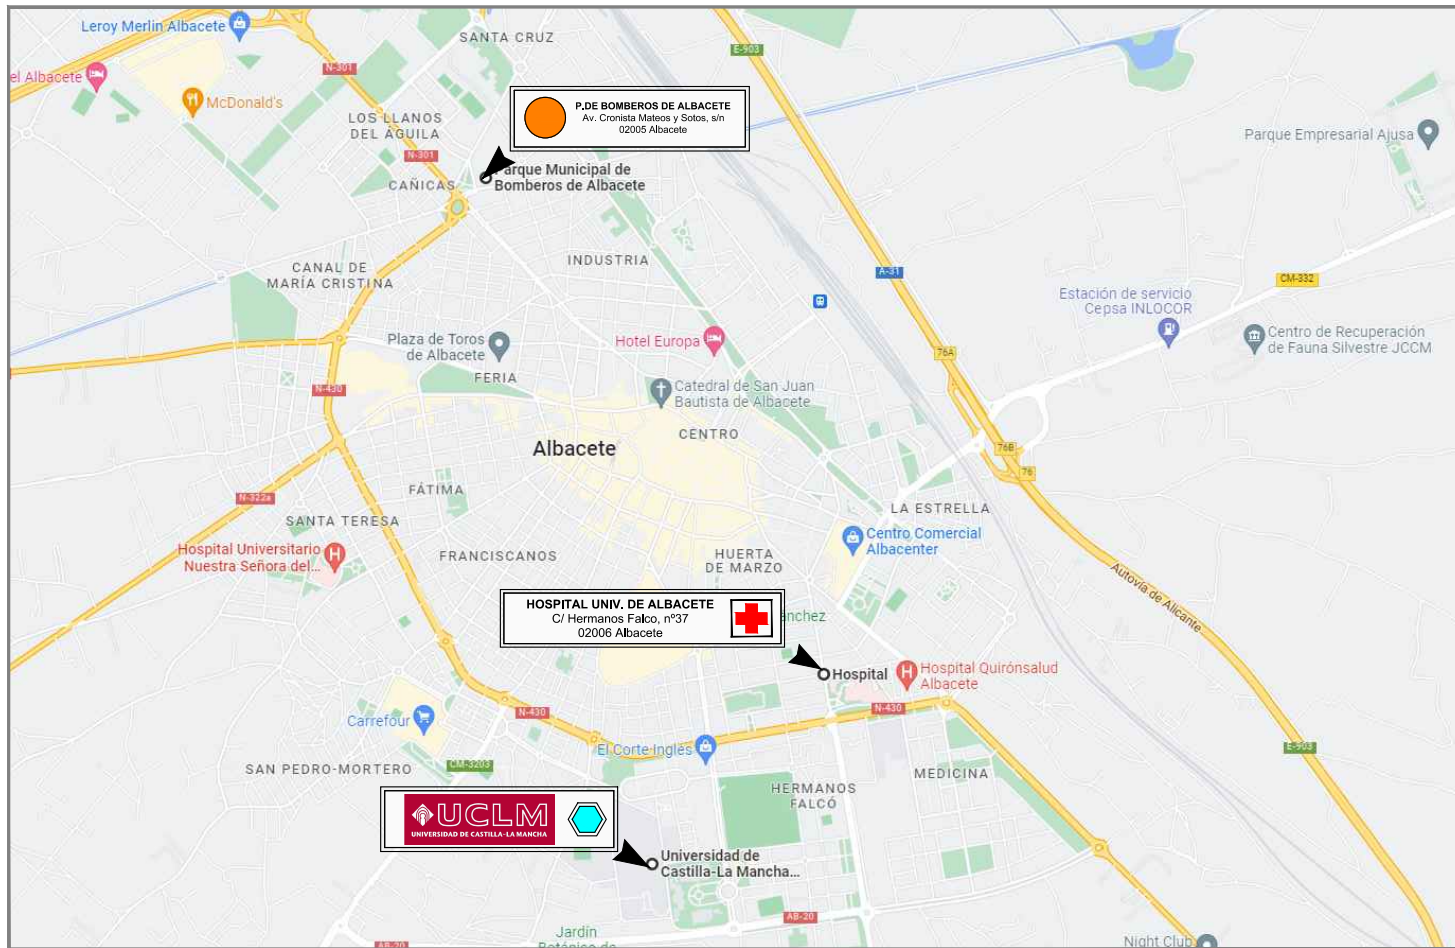 Leroy Merlin Albacete
SANTA CRUZ
E-903
N-301
el Albacete
McDonald's
LOS LLANOS
DEL ÁGUILA
P.DE BOMBEROS DE ALBACETE
Av. Cronista Mateos y Sotos, s/n
02005 Albacete
Parque Empresarial Ajusa
N-301
CAÑICAS
Parque Municipal de
Bomberos de Albacete
INDUSTRIA
CANAL DE
MARÍA CRISTINA
A-31
CM-332
Estación de servicio
Cepsa INLOCOR
Plaza de Toros
de Albacete
Hotel Europa
Centro de Recuperación
de Fauna Silvestre JCCM
76A
FERIA
N-430
Catedral de San Juan
Bautista de Albacete
CENTRO
Albacete
76B
76
FÁTIMA
N-322a
SANTA TERESA
LA ESTRELLA
Centro Comercial
Albacenter
Hospital Universitario
Nuestra Señora del...
FRANCISCANOS
HUERTA
DE MARZO
Autovía de Alicante
HOSPITAL UNIV. DE ALBACETE
C/ Hermanos Falco, nº37
02006 Albacete
ánchez
Hospital
Hospital Quirónsalud
Albacete
N-430
N-430
Carrefour
El Corte Inglés
E-903
SAN PEDRO-MORTERO
CM-3203
MEDICINA
HERMANOS
FALCÓ
UCLM
UNIVERSIDAD DE CASTILLA-LA MANCHA
Universidad de
Castilla-La Mancha...
AB-20
Jardín
Botánico de
AB-20
Night Club